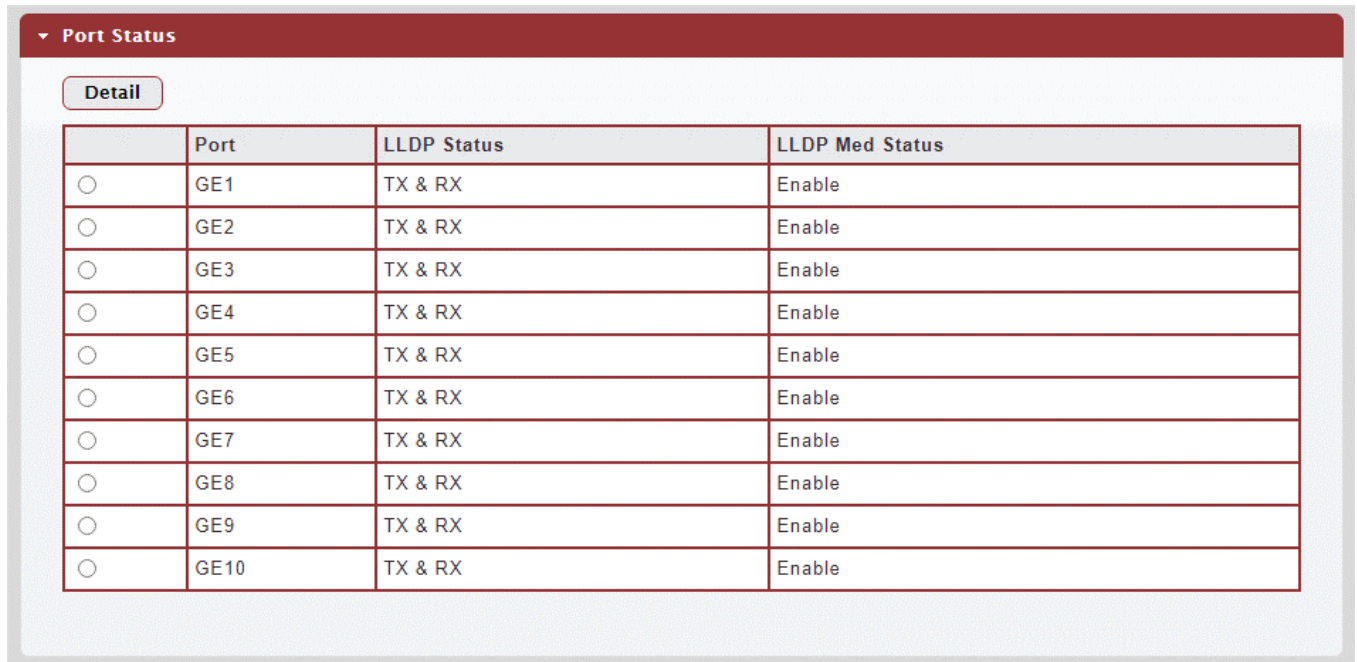 Port Status
Detail
Port LLDP Status LLDP Med Status
GE1 TX & RX Enable
GE2 TX & RX Enable
GE3 TX & RX Enable
GE4 TX & RX Enable
GE5 TX & RX Enable
GE6 TX & RX Enable
GE7 TX & RX Enable
GE8 TX & RX Enable
GE9 TX & RX Enable
GE10 TX & RX Enable